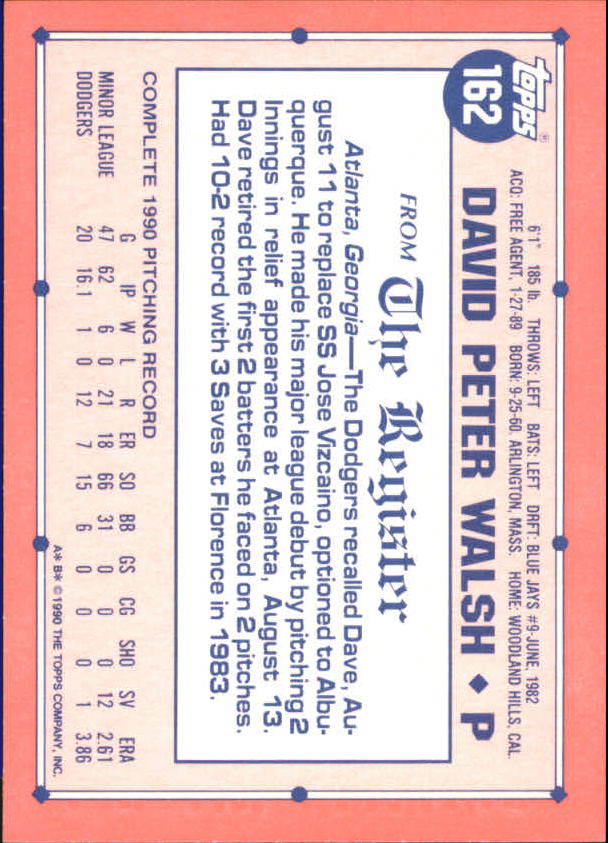 topps®
162
6'1" 185 lb. THROWS: LEFT BATS: LEFT DRFT: BLUE JAYS #9-JUNE, 1982
ACQ: FREE AGENT, 1-27-89 BORN: 9-25-60, ARLINGTON, MASS. HOME: WOODLAND HILLS, CAL.
DAVID PETER WALSH ♦ P
FROM The Register
Atlanta, Georgia—The Dodgers recalled Dave, Au-
gust 11 to replace SS Jose Vizcaino, optioned to Albu-
querque. He made his major league debut by pitching 2
Innings in relief appearance at Atlanta, August 13.
Dave retired the first 2 batters he faced on 2 pitches.
Had 10-2 record with 3 Saves at Florence in 1983.
COMPLETE 1990 PITCHING RECORD
G IP W L R ER SO BB GS CG SHO SV ERA
MINOR LEAGUE 47 62 6 0 21 18 66 31 0 0 0 12 2.61
DODGERS 20 16.1 1 0 12 7 15 6 0 0 0 1 3.86
A* B* ©1990 THE TOPPS COMPANY, INC.